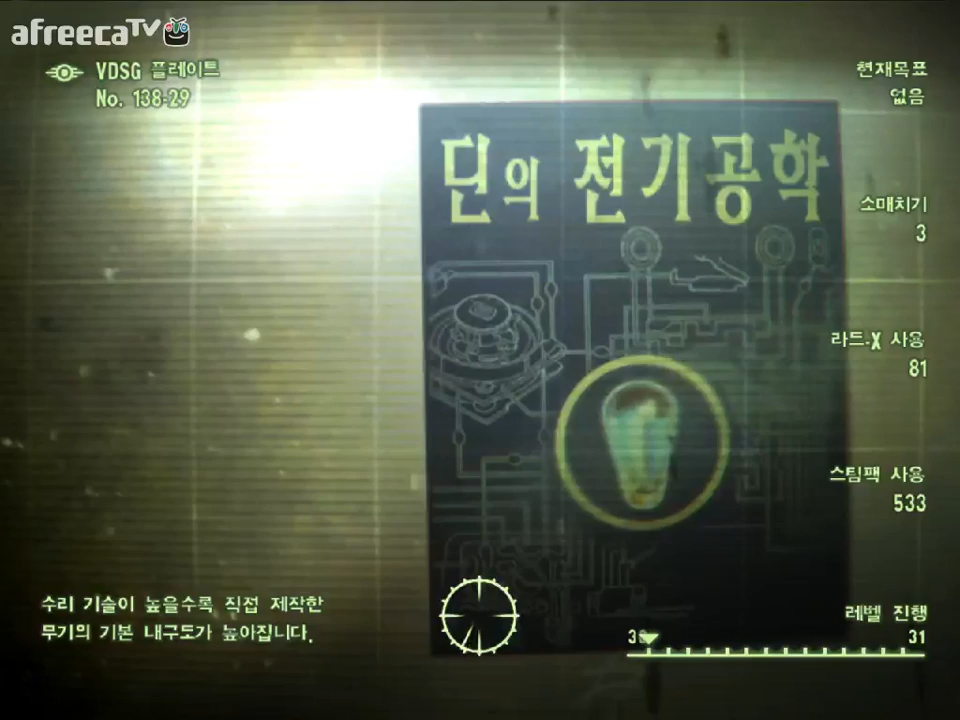 afreecaTV
VDSG 플레이트
No. 138-29
현재목표
없음
딘의 전기공학
소매치기
3
라드-X 사용
81
스팀팩 사용
533
수리 기술이 높을수록 직접 제작한
무기의 기본 내구도가 높아집니다.
레벨 진행
31